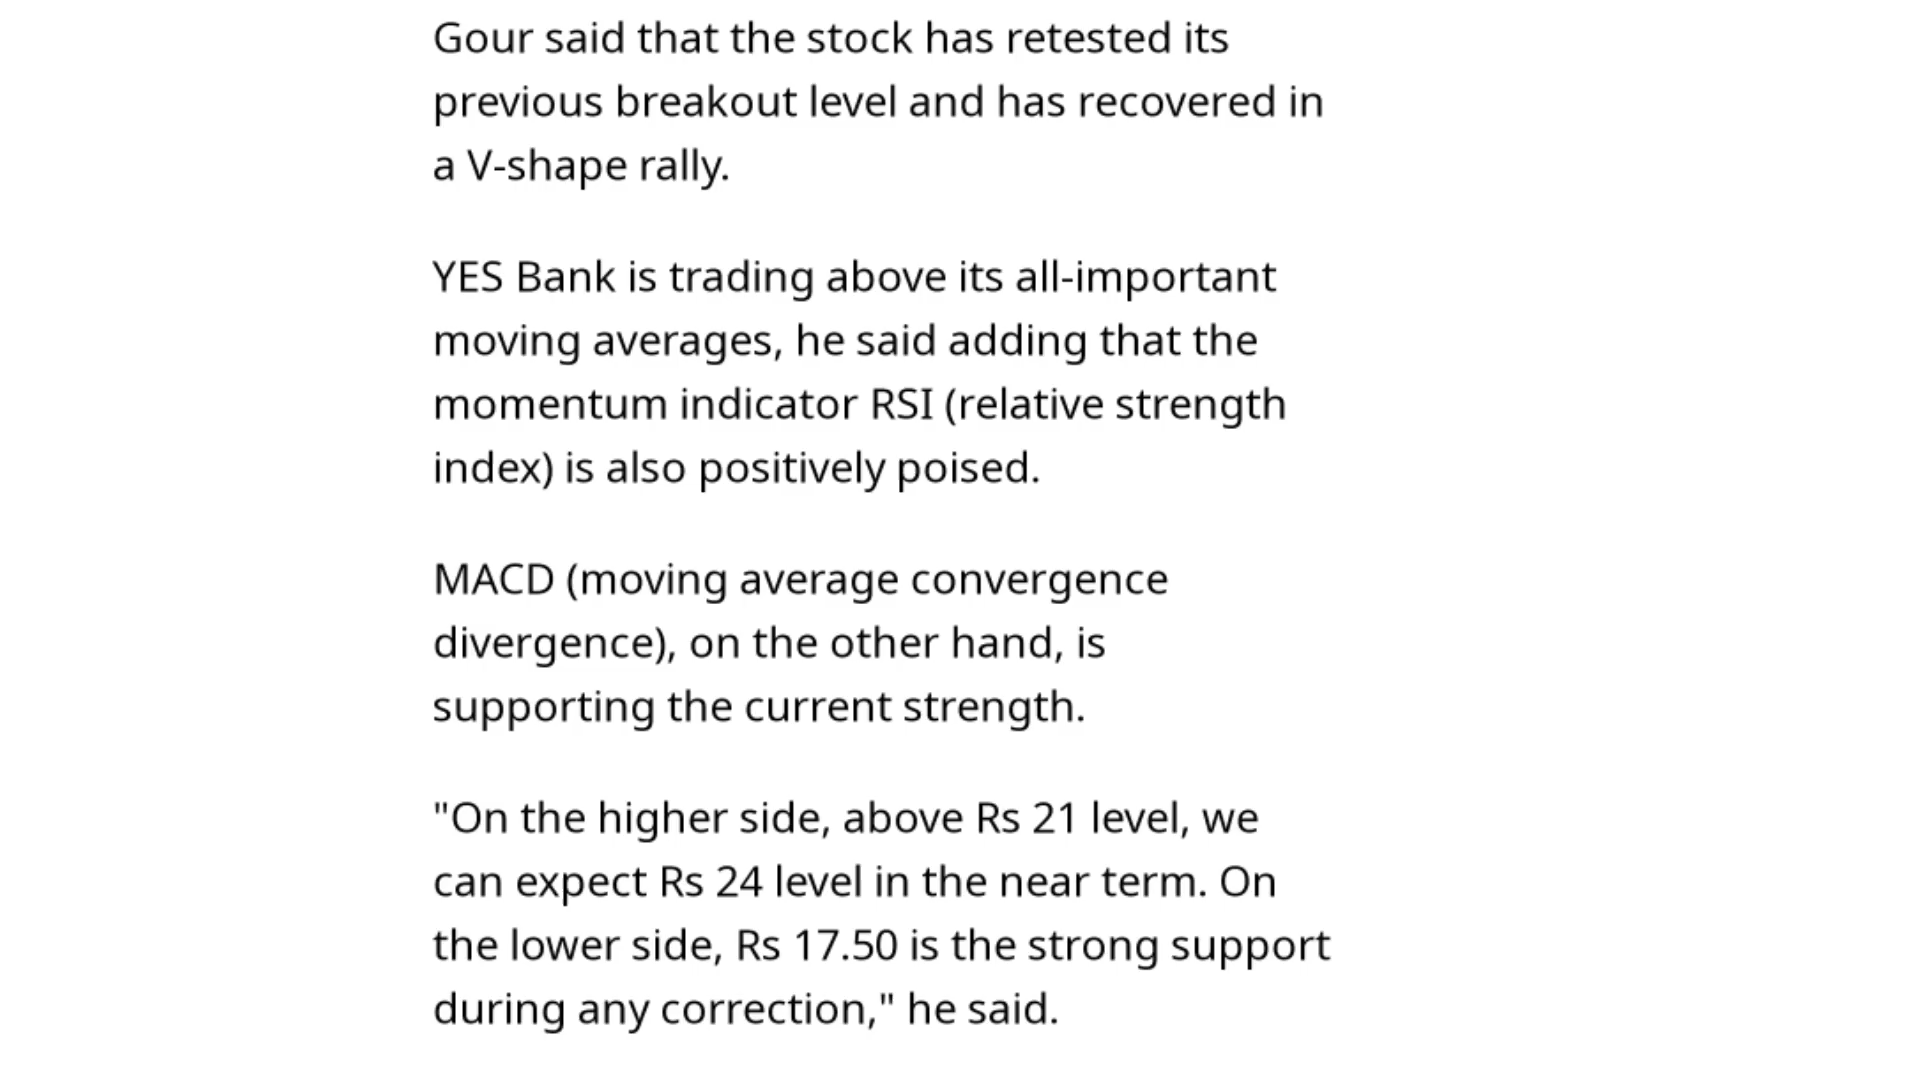 Gour said that the stock has retested its
previous breakout level and has recovered in
a V-shape rally.
YES Bank is trading above its all-important
moving averages, he said adding that the
momentum indicator RSI (relative strength
index) is also positively poised.
MACD (moving average convergence
divergence), on the other hand, is
supporting the current strength.
"On the higher side, above Rs 21 level, we
can expect Rs 24 level in the near term. On
the lower side, Rs 17.50 is the strong support
during any correction," he said.